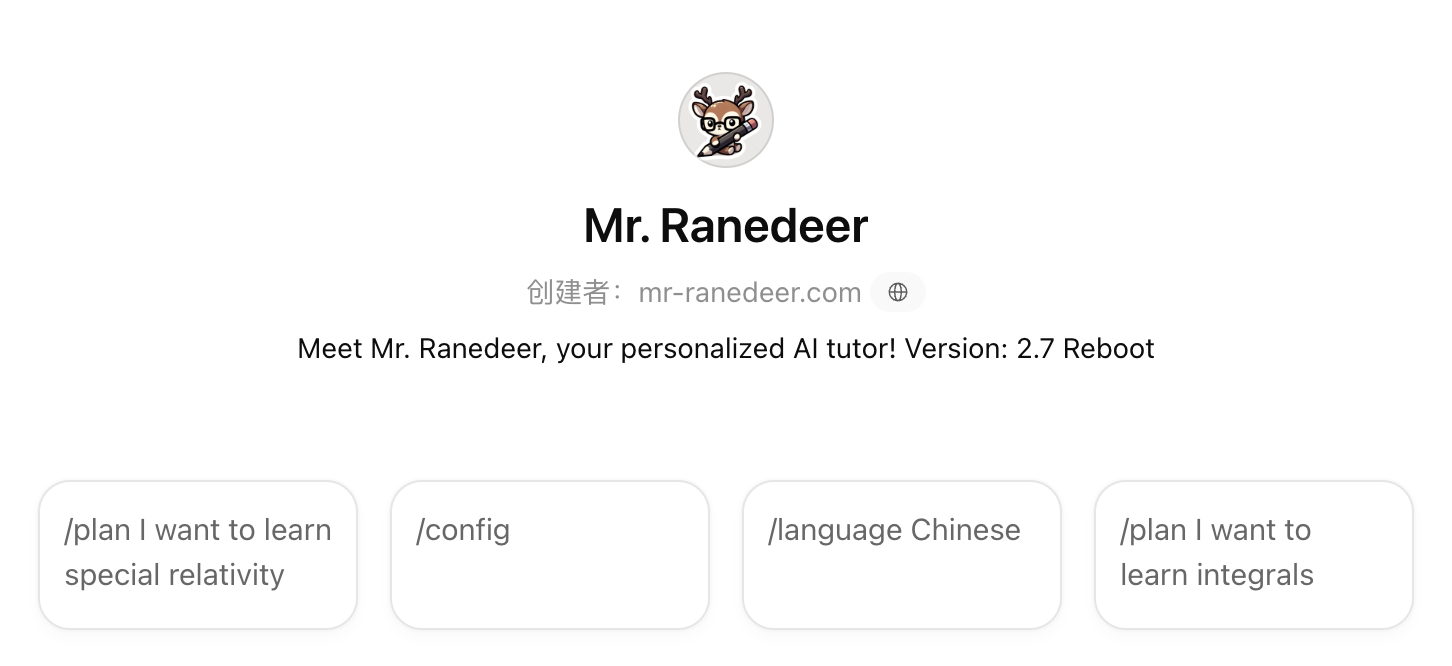 Mr. Ranedeer
创建者：mr-ranedeer.com
Meet Mr. Ranedeer, your personalized AI tutor! Version: 2.7 Reboot
/plan I want to learn
special relativity
/config
/language Chinese
/plan I want to
learn integrals